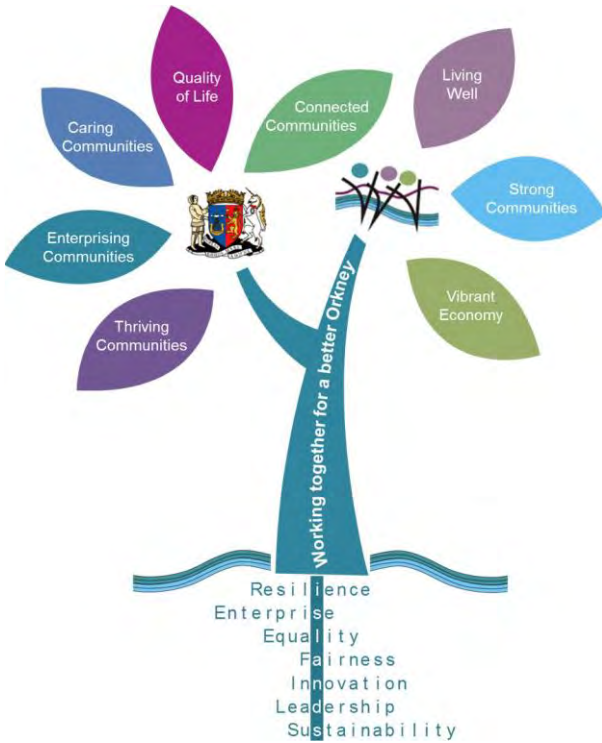 Quality
of Life
Living
Well
Connected
Communities
Caring
Communities
Strong
Communities
Enterprising
Communities
Vibrant
Economy
Thriving
Communities
Working together for a better Orkney
Resilience
Enterprise
Equality
Fairness
Innovation
Leadership
Sustainability